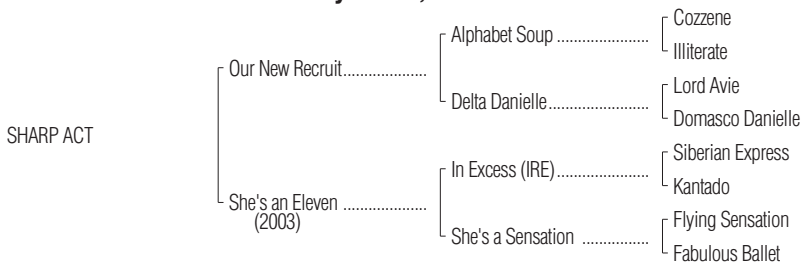 Cozzene
Alphabet Soup ......................
Illiterate
Our New Recruit....................
Lord Avie
Delta Danielle........................
Domasco Danielle
SHARP ACT
Siberian Express
In Excess (IRE)......................
Kantado
She's an Eleven ....................
(2003)
Flying Sensation
She's a Sensation ................
Fabulous Ballet